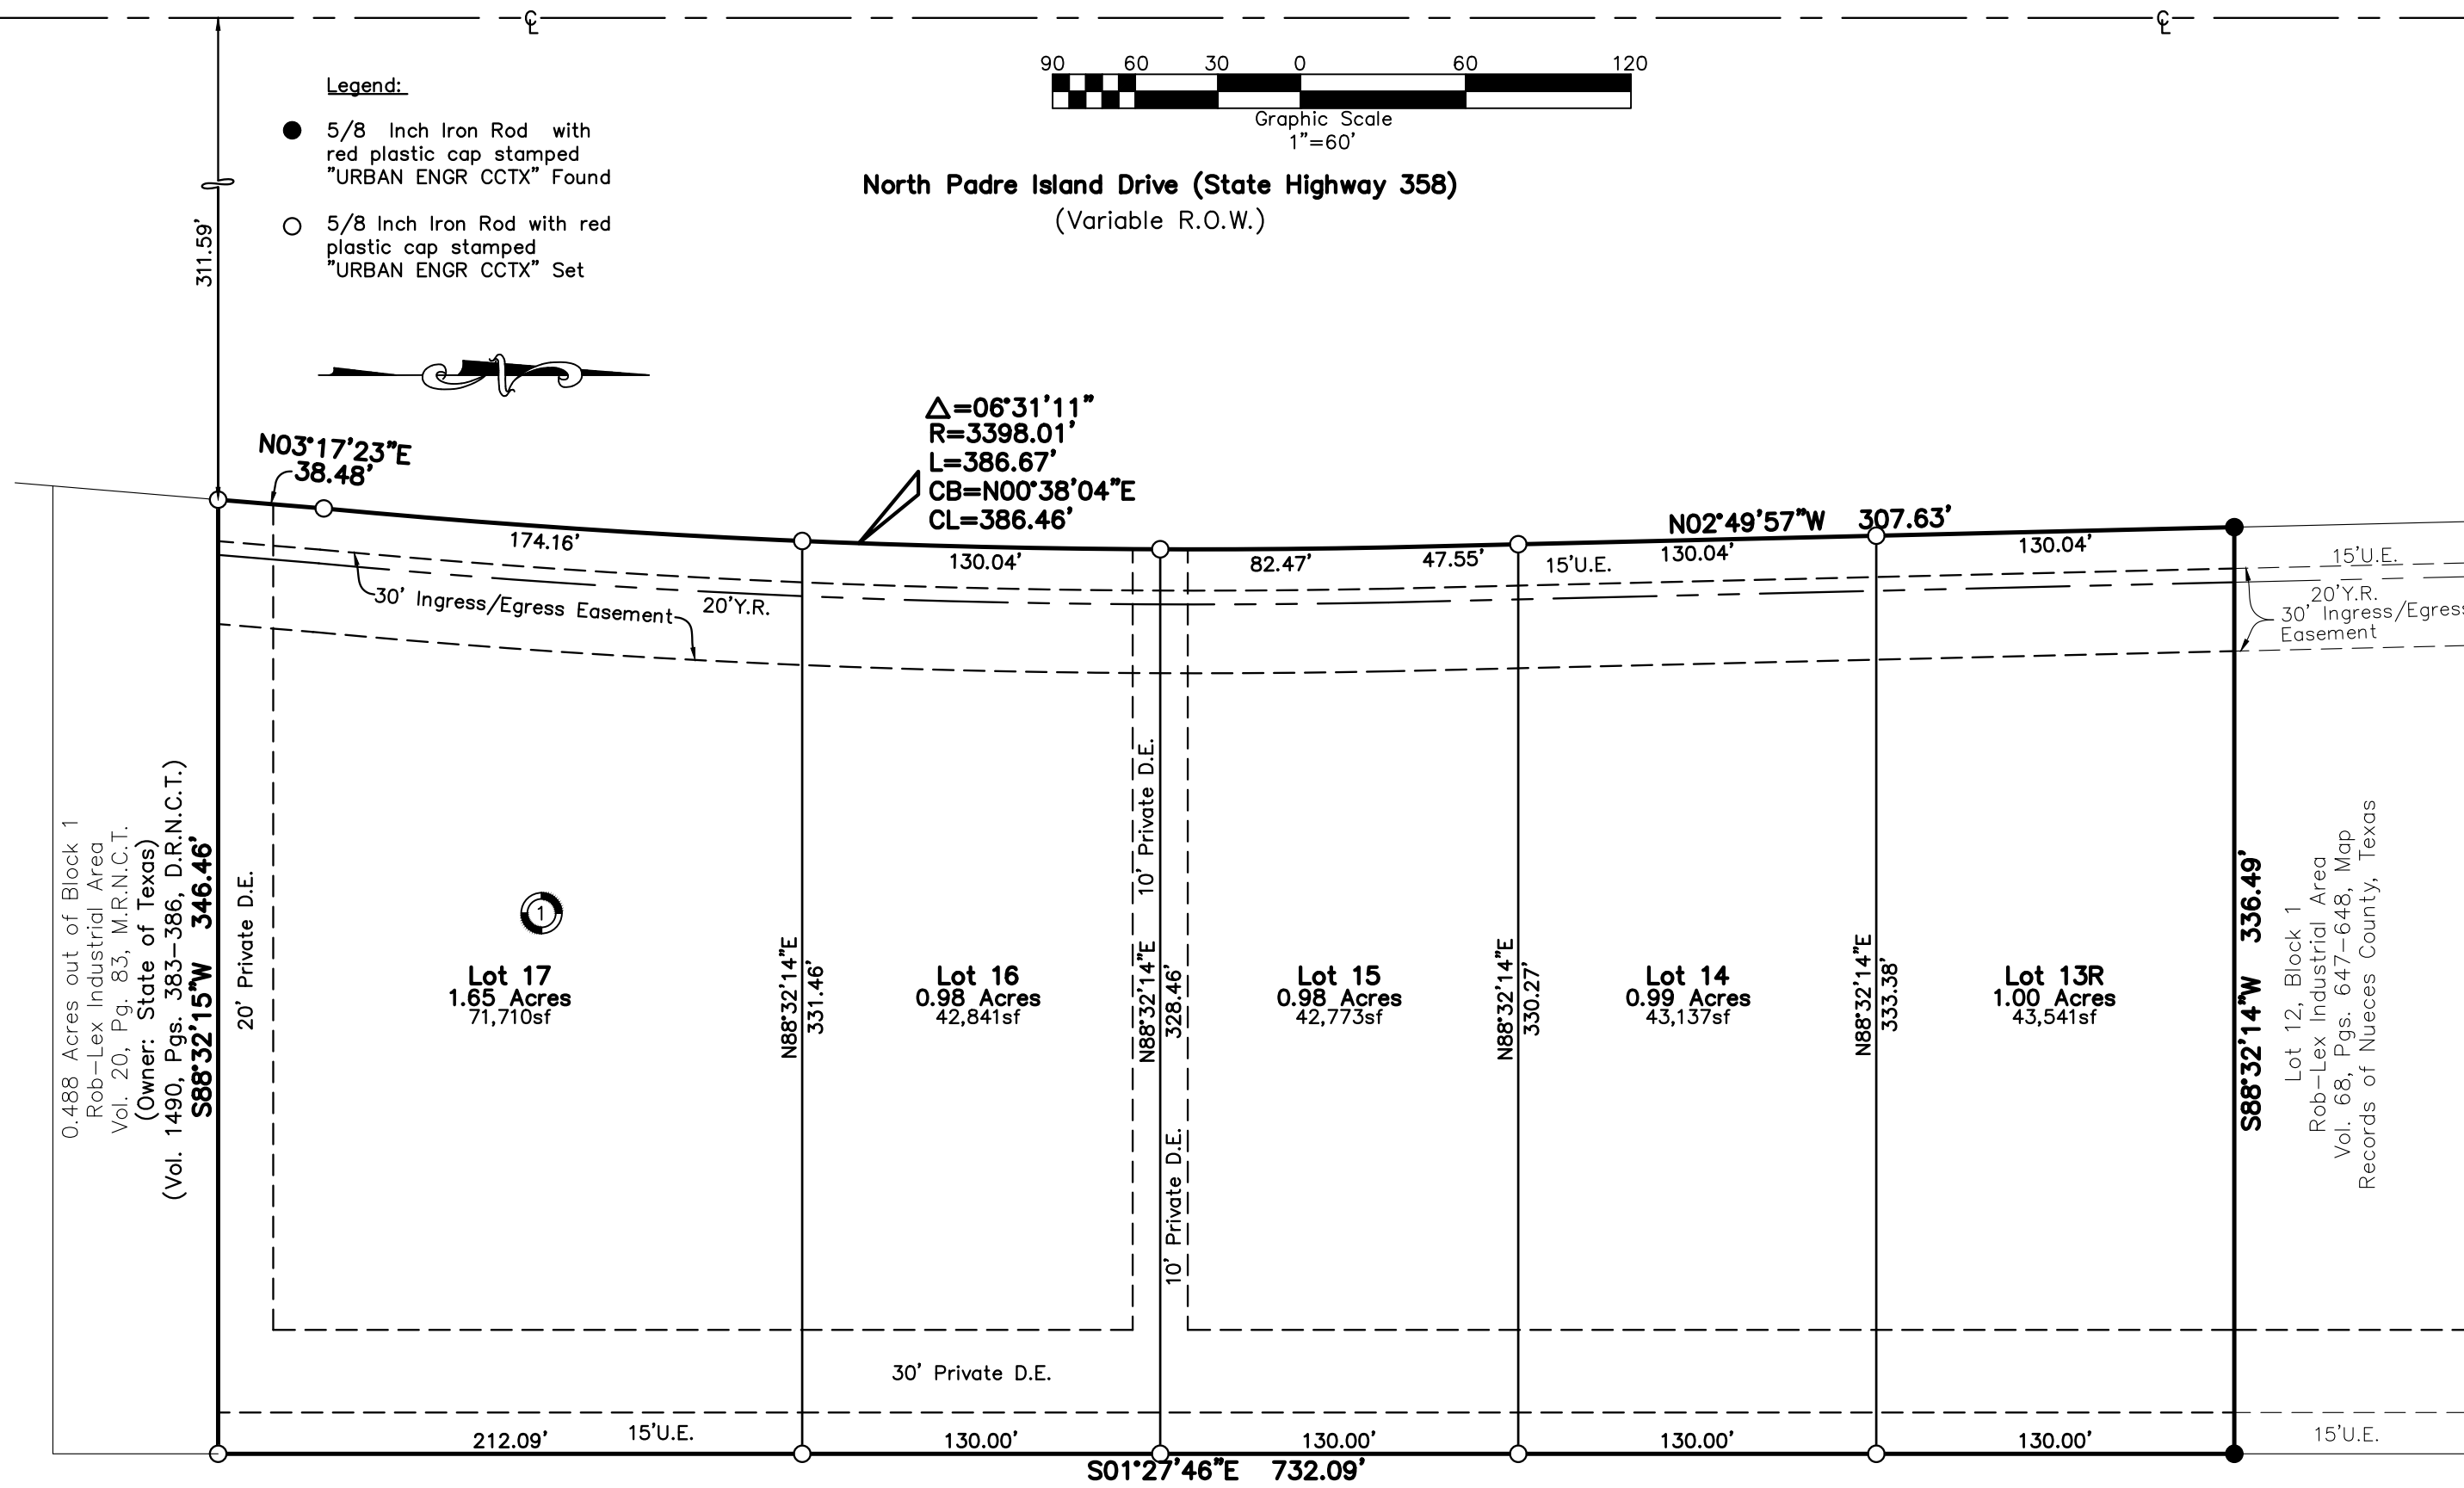 ℄
℄
90 60 30 0 60 120
Graphic Scale
1"=60'
Legend:
5/8 Inch Iron Rod with
red plastic cap stamped
"URBAN ENGR CCTX" Found
5/8 Inch Iron Rod with red
plastic cap stamped
"URBAN ENGR CCTX" Set
North Padre Island Drive (State Highway 358)
(Variable R.O.W.)
311.59'
N03°17'23"E
38.48'
△=06°31'11"
R=3398.01'
L=386.67'
CB=N00°38'04"E
CL=386.46'
N02°49'57"W 307.63'
174.16'
130.04'
82.47'
47.55'
15'U.E.
130.04'
130.04'
15'U.E.
20'Y.R.
30' Ingress/Egress
Easement
30' Ingress/Egress Easement
20'Y.R.
0.488 Acres out of Block 1
Rob-Lex Industrial Area
Vol. 20, Pg. 83, M.R.N.C.T.
(Owner: State of Texas)
(Vol. 1490, Pgs. 383-386, D.R.N.C.T.)
S88°32'15"W 346.46'
20' Private D.E.
1
Lot 17
1.65 Acres
71,710sf
N88°32'14"E
331.46'
Lot 16
0.98 Acres
42,841sf
10' Private D.E.
N88°32'14"E
328.46'
10' Private D.E.
Lot 15
0.98 Acres
42,773sf
N88°32'14"E
330.27'
Lot 14
0.99 Acres
43,137sf
N88°32'14"E
333.38'
Lot 13R
1.00 Acres
43,541sf
S88°32'14"W 336.49'
Lot 12, Block 1
Rob-Lex Industrial Area
Vol. 68, Pgs. 647-648, Map
Records of Nueces County, Texas
30' Private D.E.
15'U.E.
15'U.E.
212.09'
130.00'
130.00'
130.00'
130.00'
S01°27'46"E 732.09'